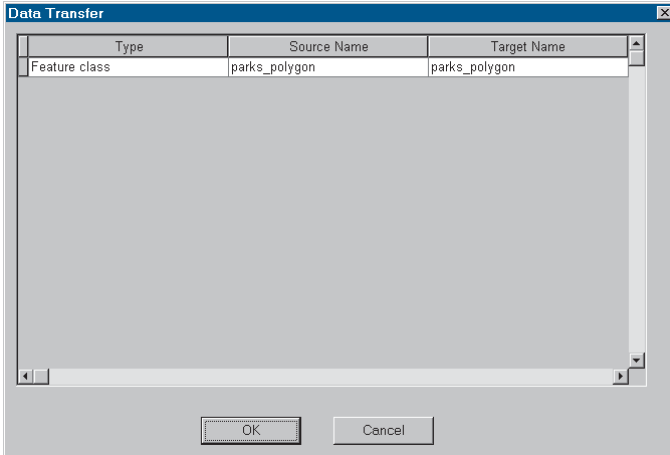 Data Transfer
Type Source Name Target Name
Feature class parks_polygon parks_polygon
OK Cancel